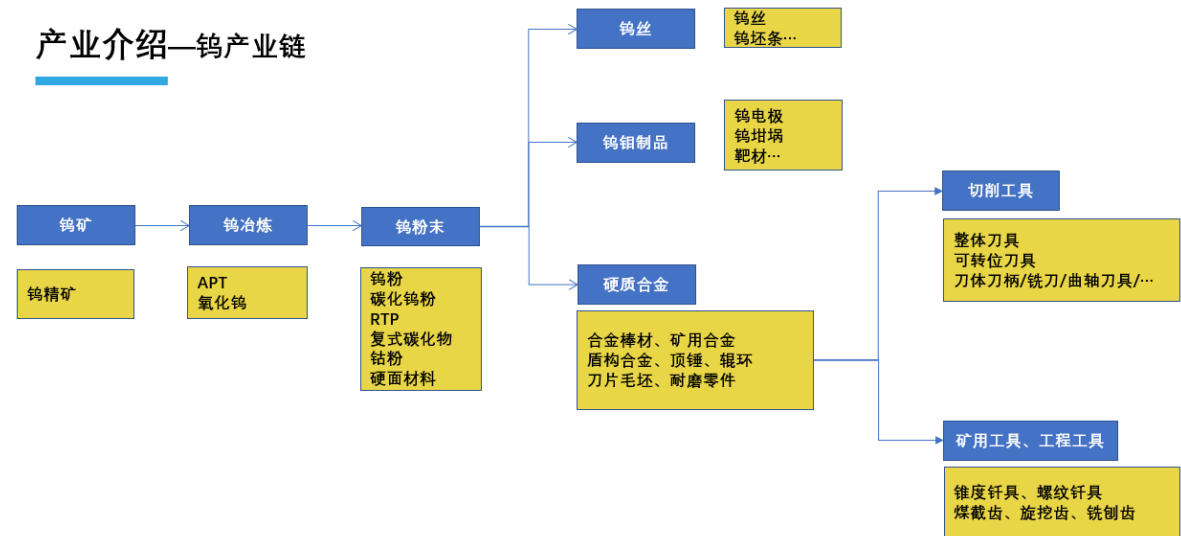 产业介绍—钨产业链
钨丝
钨丝
钨坯条…
钨钼制品
钨电极
钨坩埚
靶材…
钨矿
钨精矿
钨冶炼
APT
氧化钨
钨粉末
钨粉
碳化钨粉
RTP
复式碳化物
钴粉
硬面材料
硬质合金
合金棒材、矿用合金
盾构合金、顶锤、辊环
刀片毛坯、耐磨零件
切削工具
整体刀具
可转位刀具
刀体刀柄/铣刀/曲轴刀具/…
矿用工具、工程工具
锥度钎具、螺纹钎具
煤截齿、旋挖齿、铣刨齿